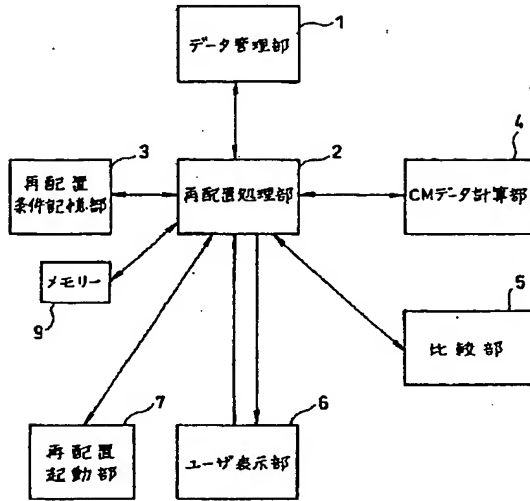 1
データ管理部
4
3
2
再配置
条件記憶部
再配置処理部
CMデータ計算部
メモリー
9
5
比較部
7
6
再配置
起動部
ユーザ表示部